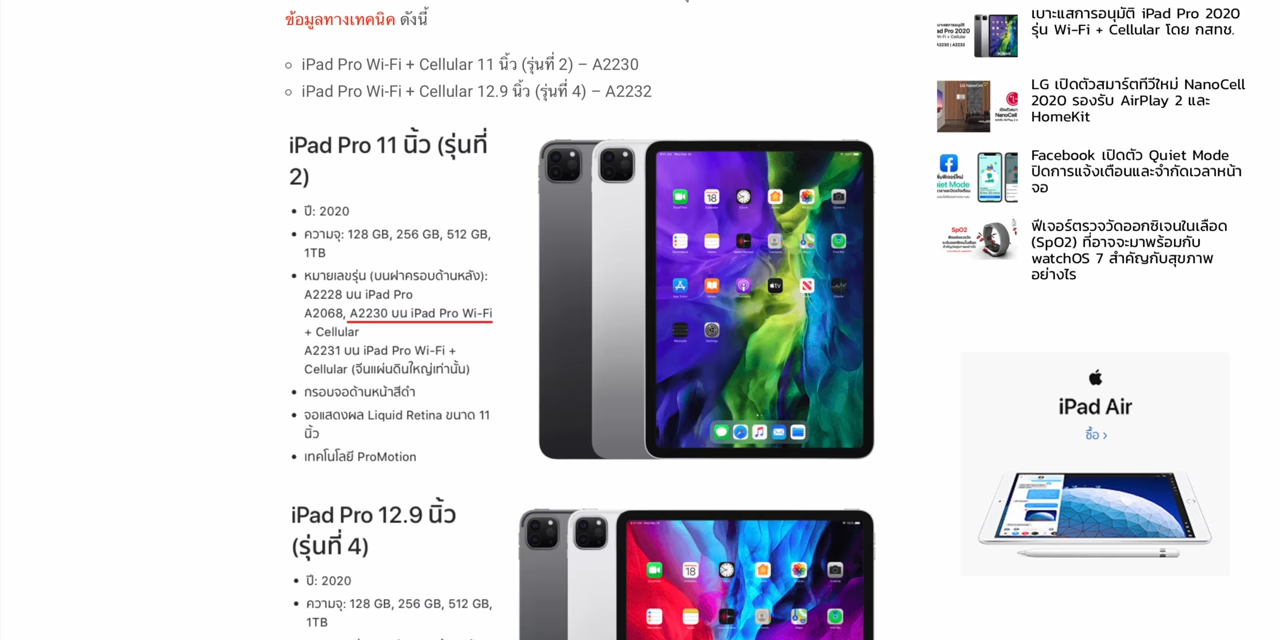 ข้อมูลทางเทคนิค ดังนี้
iPad Pro Wi-Fi + Cellular 11 นิ้ว (รุ่นที่ 2) – A2230
iPad Pro Wi-Fi + Cellular 12.9 นิ้ว (รุ่นที่ 4) – A2232
iPad Pro 11 นิ้ว (รุ่นที่
2)
ปี: 2020
ความจุ: 128 GB, 256 GB, 512 GB,
1TB
หมายเลขรุ่น (บนฝาครอบด้านหลัง):
A2228 บน iPad Pro
A2068, A2230 บน iPad Pro Wi-Fi
+ Cellular
A2231 บน iPad Pro Wi-Fi +
Cellular (จีนแผ่นดินใหญ่เท่านั้น)
กรอบจอด้านหน้าสีดำ
จอแสดงผล Liquid Retina ขนาด 11
นิ้ว
เทคโนโลยี ProMotion
iPad Pro 12.9 นิ้ว
(รุ่นที่ 4)
ปี: 2020
ความจุ: 128 GB, 256 GB, 512 GB,
1TB
เบาะแสการอนุมัติ iPad Pro 2020
รุ่น Wi-Fi + Cellular โดย กสทช.
LG เปิดตัวสมาร์ตทีวีใหม่ NanoCell
2020 รองรับ AirPlay 2 และ
HomeKit
Facebook เปิดตัว Quiet Mode
ปิดการแจ้งเตือนและจำกัดเวลาหน้า
จอ
ฟีเจอร์ตรวจวัดออกซิเจนในเลือด
(SpO2) ที่อาจจะมาพร้อมกับ
watchOS 7 สำคัญกับสุขภาพ
อย่างไร
iPad Air
ซื้อ ›